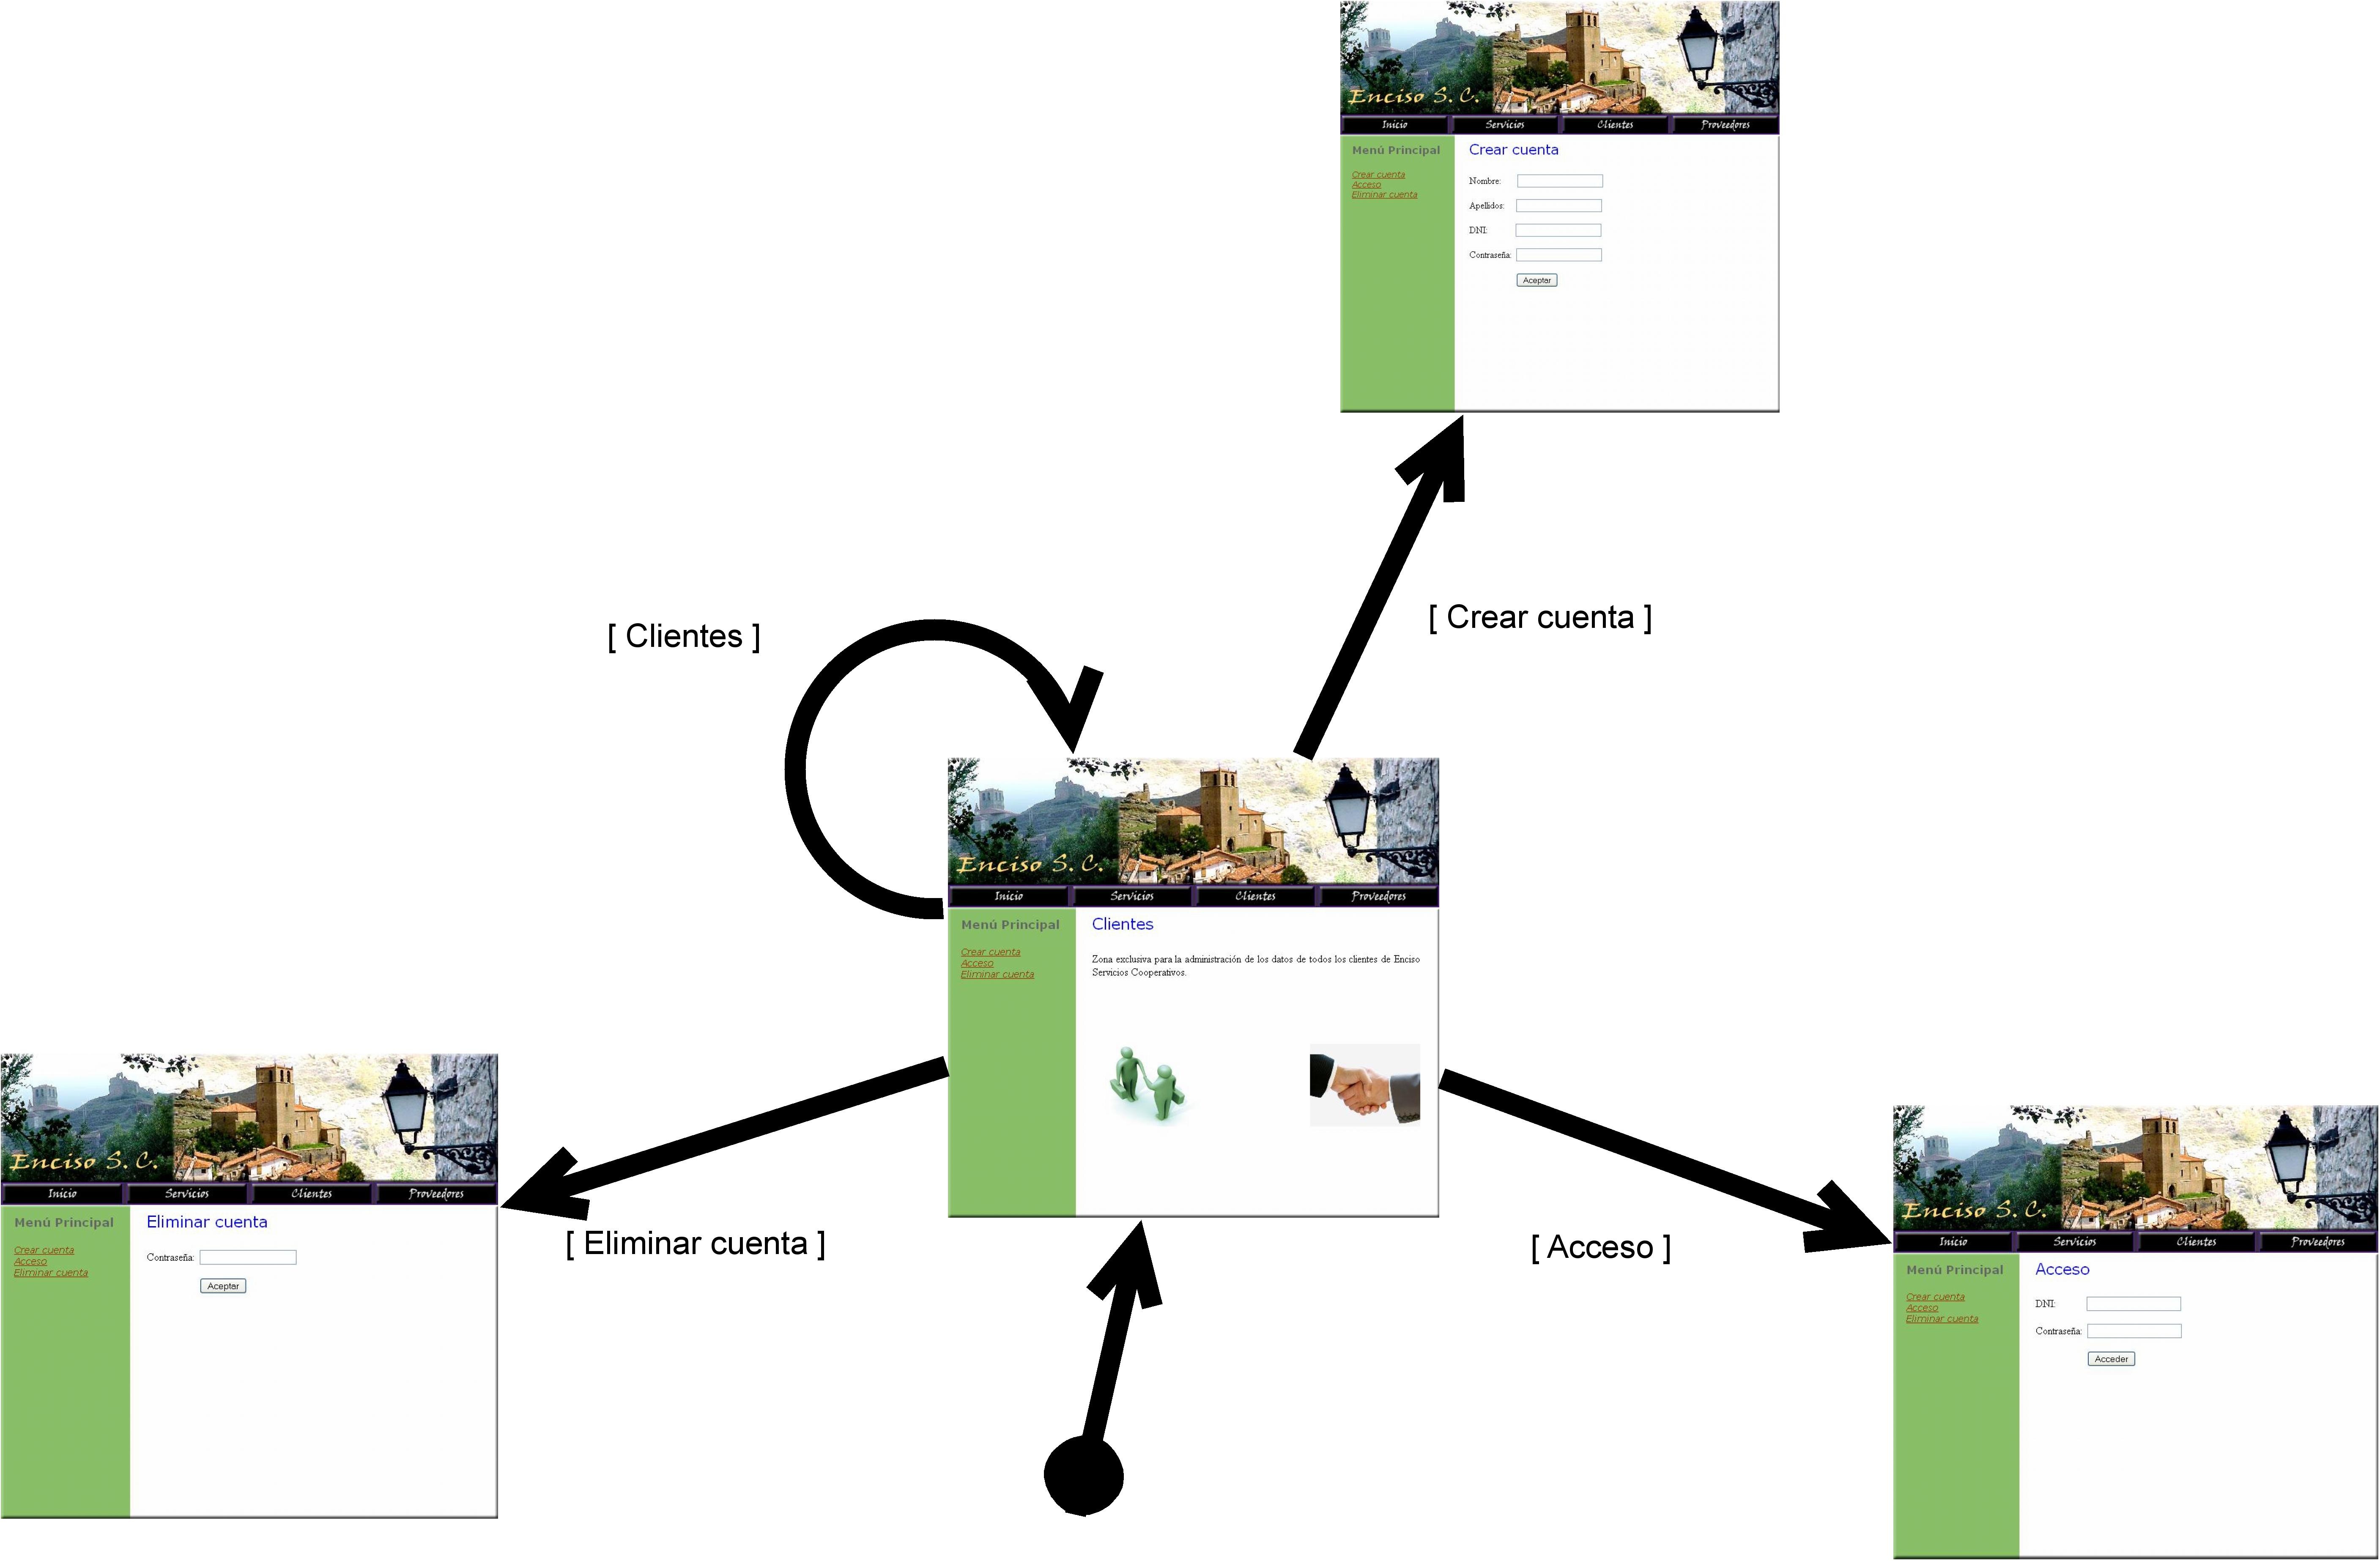 Enciso S. C.
Inicio Servicios Clientes Proveedores
Menú Principal
Crear cuenta
Acceso
Eliminar cuenta
Crear cuenta
Nombre:
Apellidos:
DNI:
Contraseña:
Aceptar
[ Clientes ]
[ Crear cuenta ]
Enciso S. C.
Inicio Servicios Clientes Proveedores
Menú Principal
Crear cuenta
Acceso
Eliminar cuenta
Clientes
Zona exclusiva para la administración de los datos de todos los clientes de Enciso
Servicios Cooperativos.
Enciso S. C.
Inicio Servicios Clientes Proveedores
Menú Principal
Crear cuenta
Acceso
Eliminar cuenta
Eliminar cuenta
Contraseña:
Aceptar
[ Eliminar cuenta ]
[ Acceso ]
Enciso S. C.
Inicio Servicios Clientes Proveedores
Menú Principal
Crear cuenta
Acceso
Eliminar cuenta
Acceso
DNI:
Contraseña:
Acceder